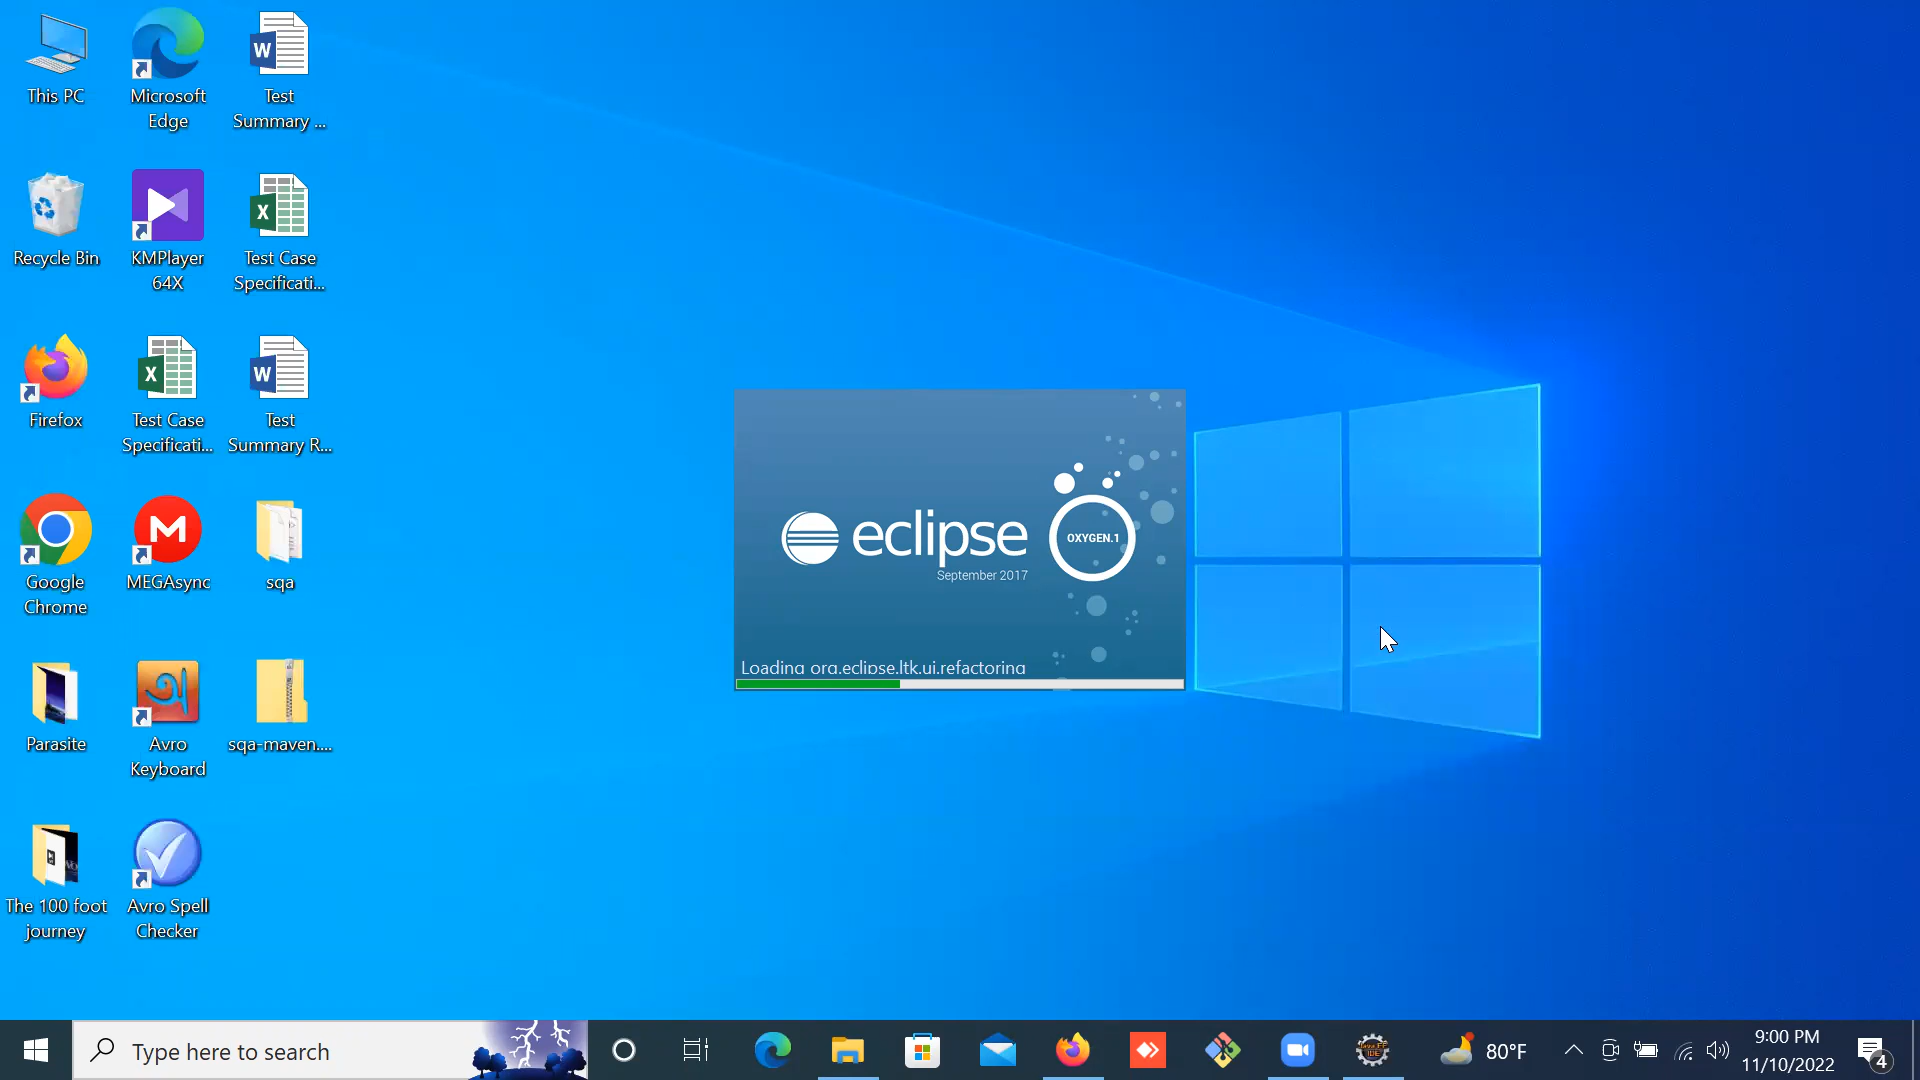 This PC
Microsoft
Edge
Test
Summary ...
Recycle Bin
KMPlayer
64X
Test Case
Specificati...
Firefox
Test Case
Specificati...
Test
Summary R...
Google
Chrome
MEGAsync
sqa
Parasite
Avro
Keyboard
sqa-maven....
The 100 foot
journey
Avro Spell
Checker
eclipse
OXYGEN.1
September 2017
Loading org.eclipse.ltk.ui.refactoring
Type here to search
80°F
9:00 PM
11/10/2022
4